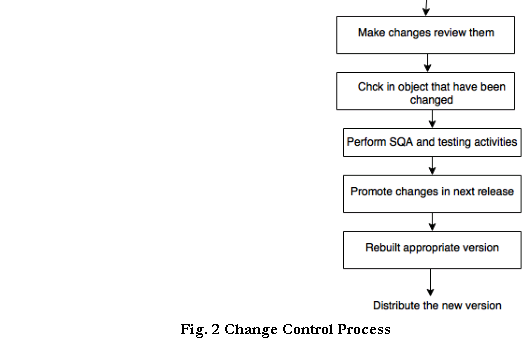 Make changes review them
Chck in object that have been
changed
Perform SQA and testing activities
Promote changes in next release
Rebuilt appropriate version
Distribute the new version
Fig. 2 Change Control Process